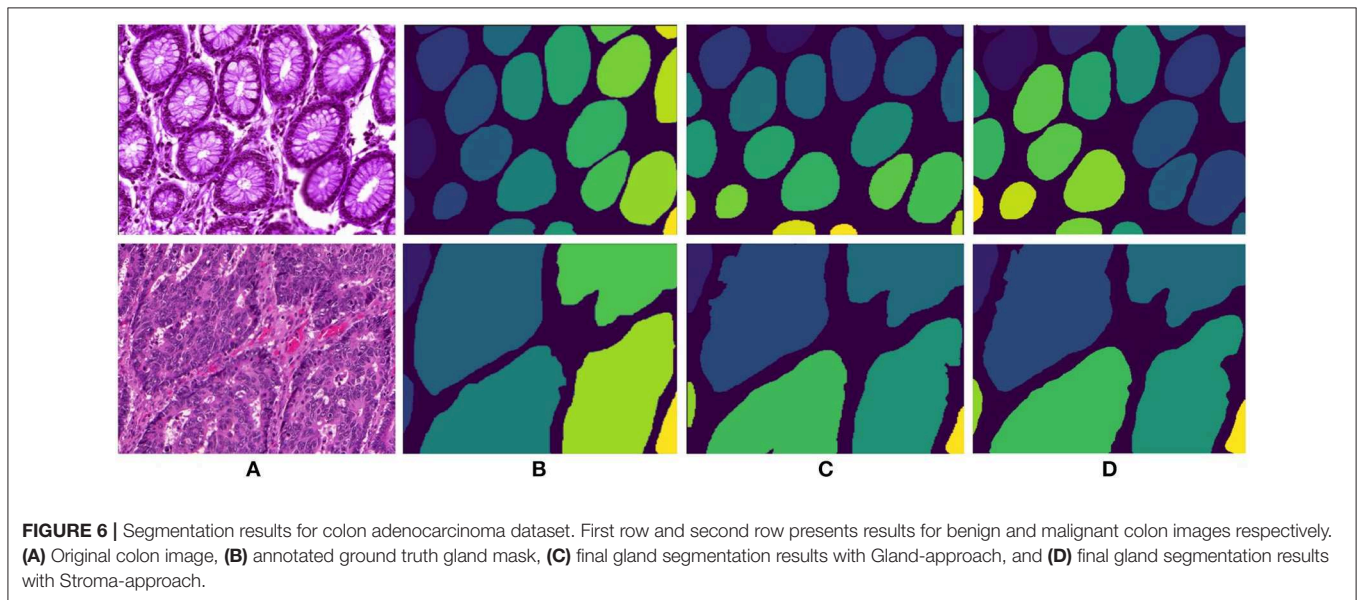 A B C D
FIGURE 6 | Segmentation results for colon adenocarcinoma dataset. First row and second row presents results for benign and malignant colon images respectively.
(A) Original colon image, (B) annotated ground truth gland mask, (C) final gland segmentation results with Gland-approach, and (D) final gland segmentation results
with Stroma-approach.